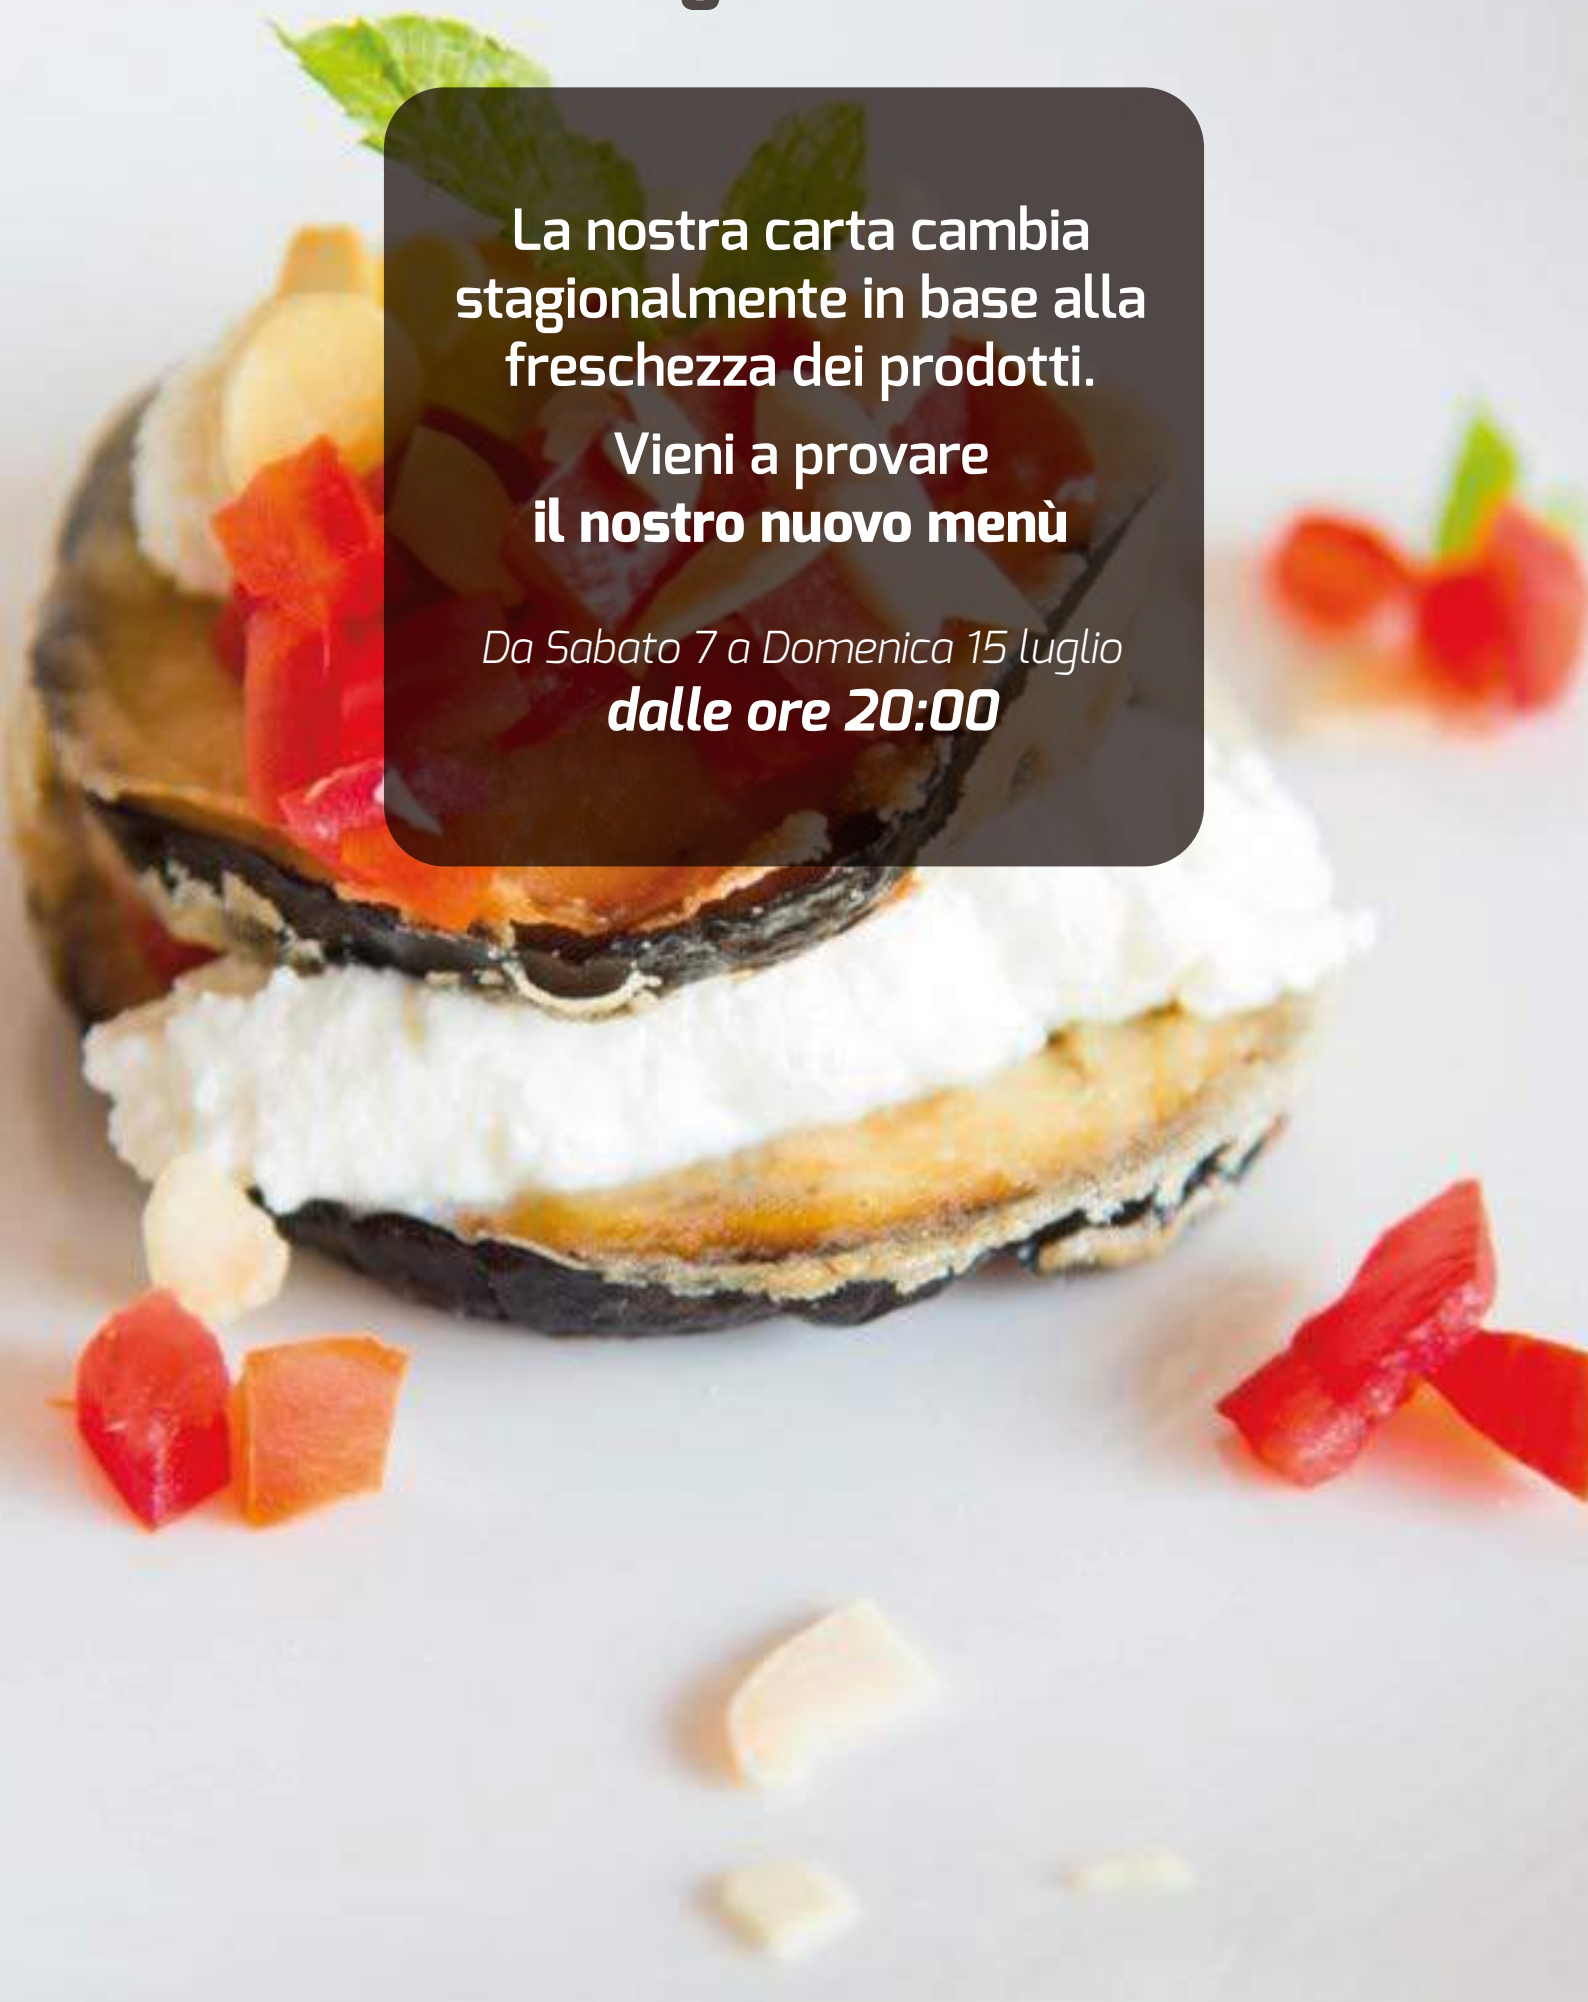 La nostra carta cambia
stagionalmente in base alla
freschezza dei prodotti.
Vieni a provare
il nostro nuovo menù
Da Sabato 7 a Domenica 15 luglio
dalle ore 20:00